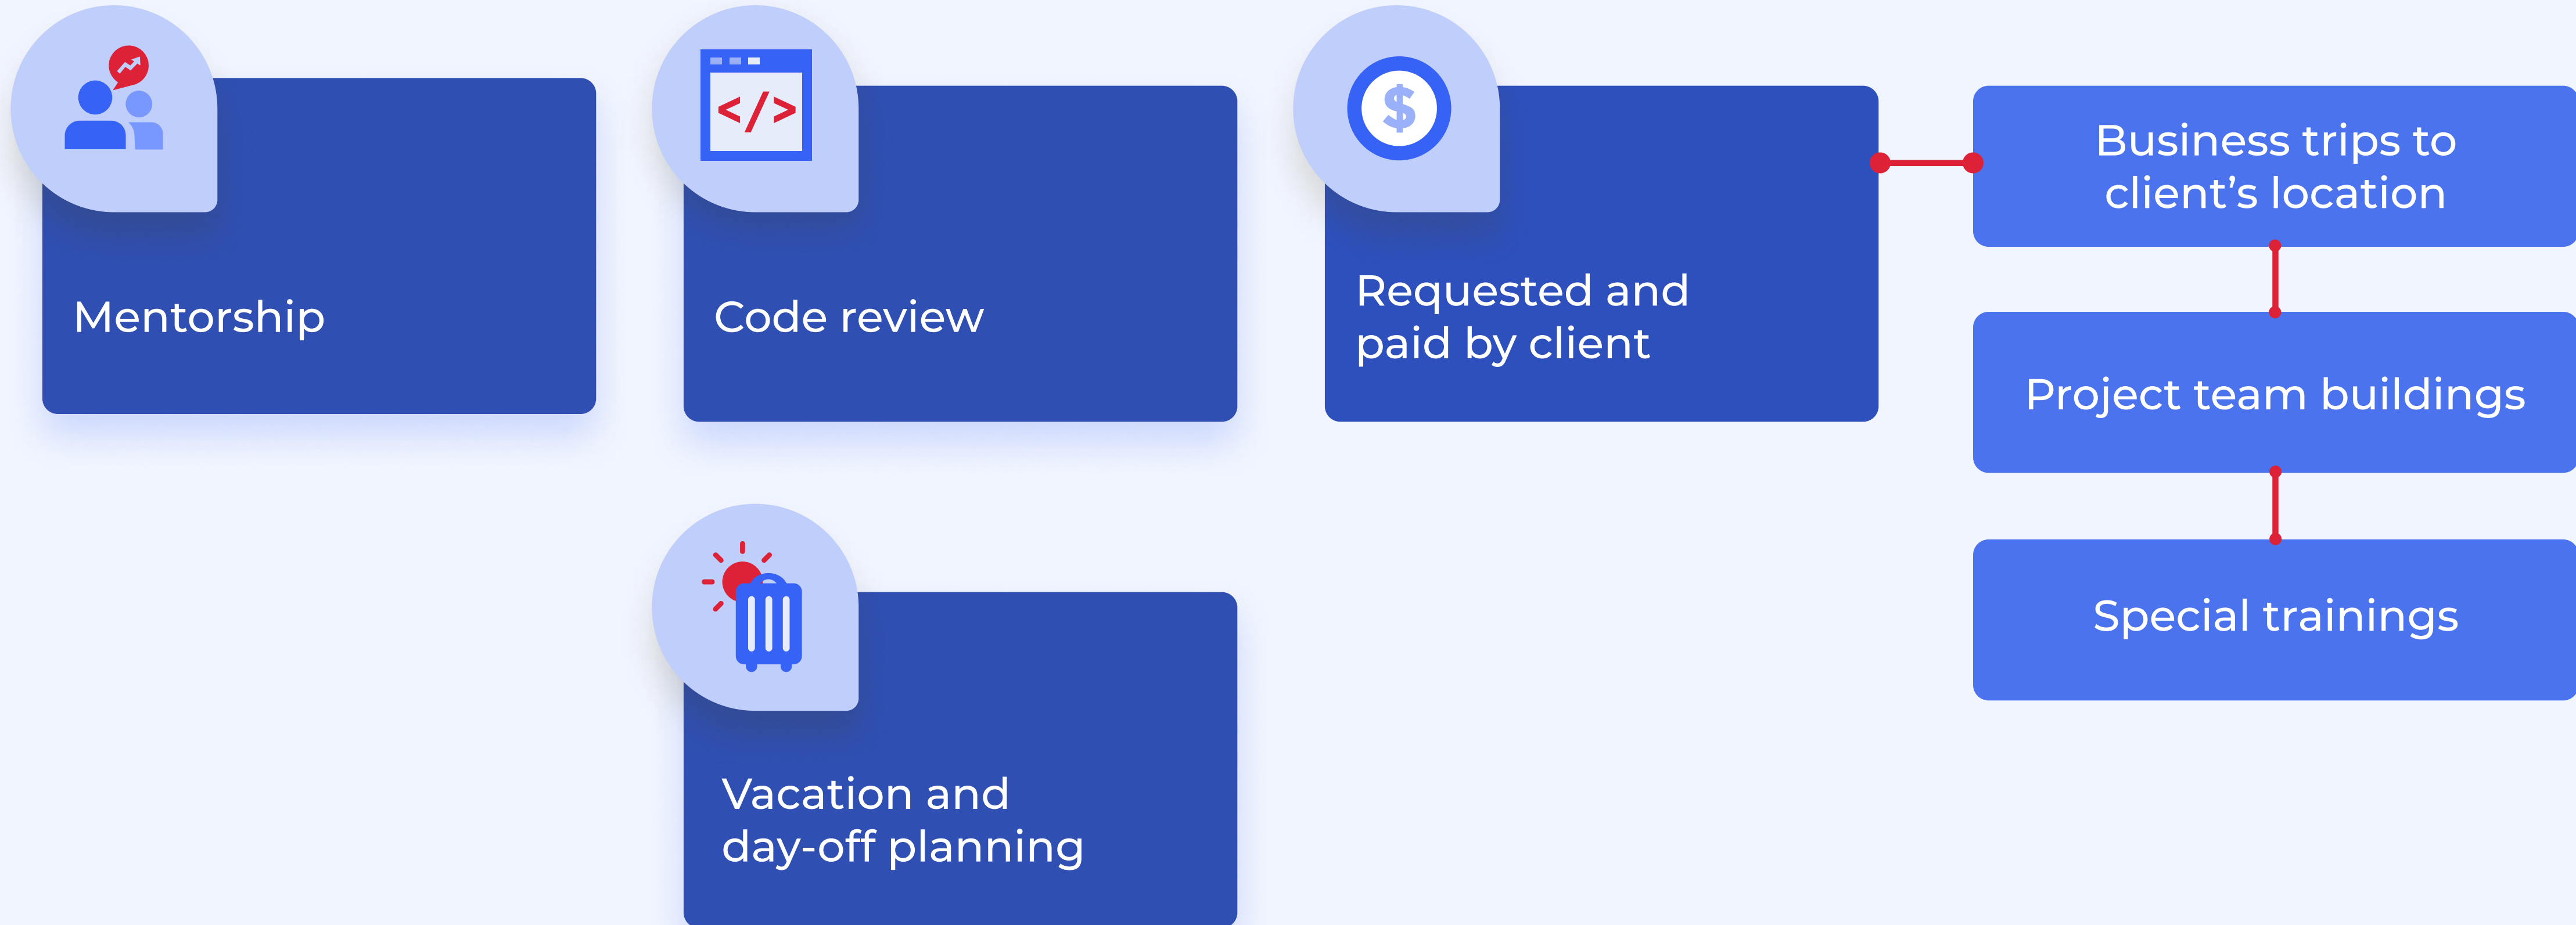 Mentorship
</>
Code review
$
Requested and
paid by client
Business trips to
client’s location
Project team buildings
Special trainings
Vacation and
day-off planning